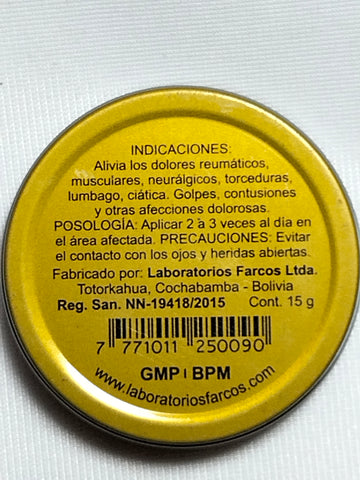 INDICACIONES:
Alivia los dolores reumáticos,
musculares, neurálgicos, torceduras,
lumbago, ciática. Golpes, contusiones
y otras afecciones dolorosas.
POSOLOGÍA: Aplicar 2 a 3 veces al día en
el área afectada. PRECAUCIONES: Evitar
el contacto con los ojos y heridas abiertas.
Fabricado por: Laboratorios Farcos Ltda.
Totorkahua, Cochabamba - Bolivia
Reg. San. NN-19418/2015 Cont. 15 g
7 771011 250090
GMP | BPM
www.laboratoriosfarcos.com